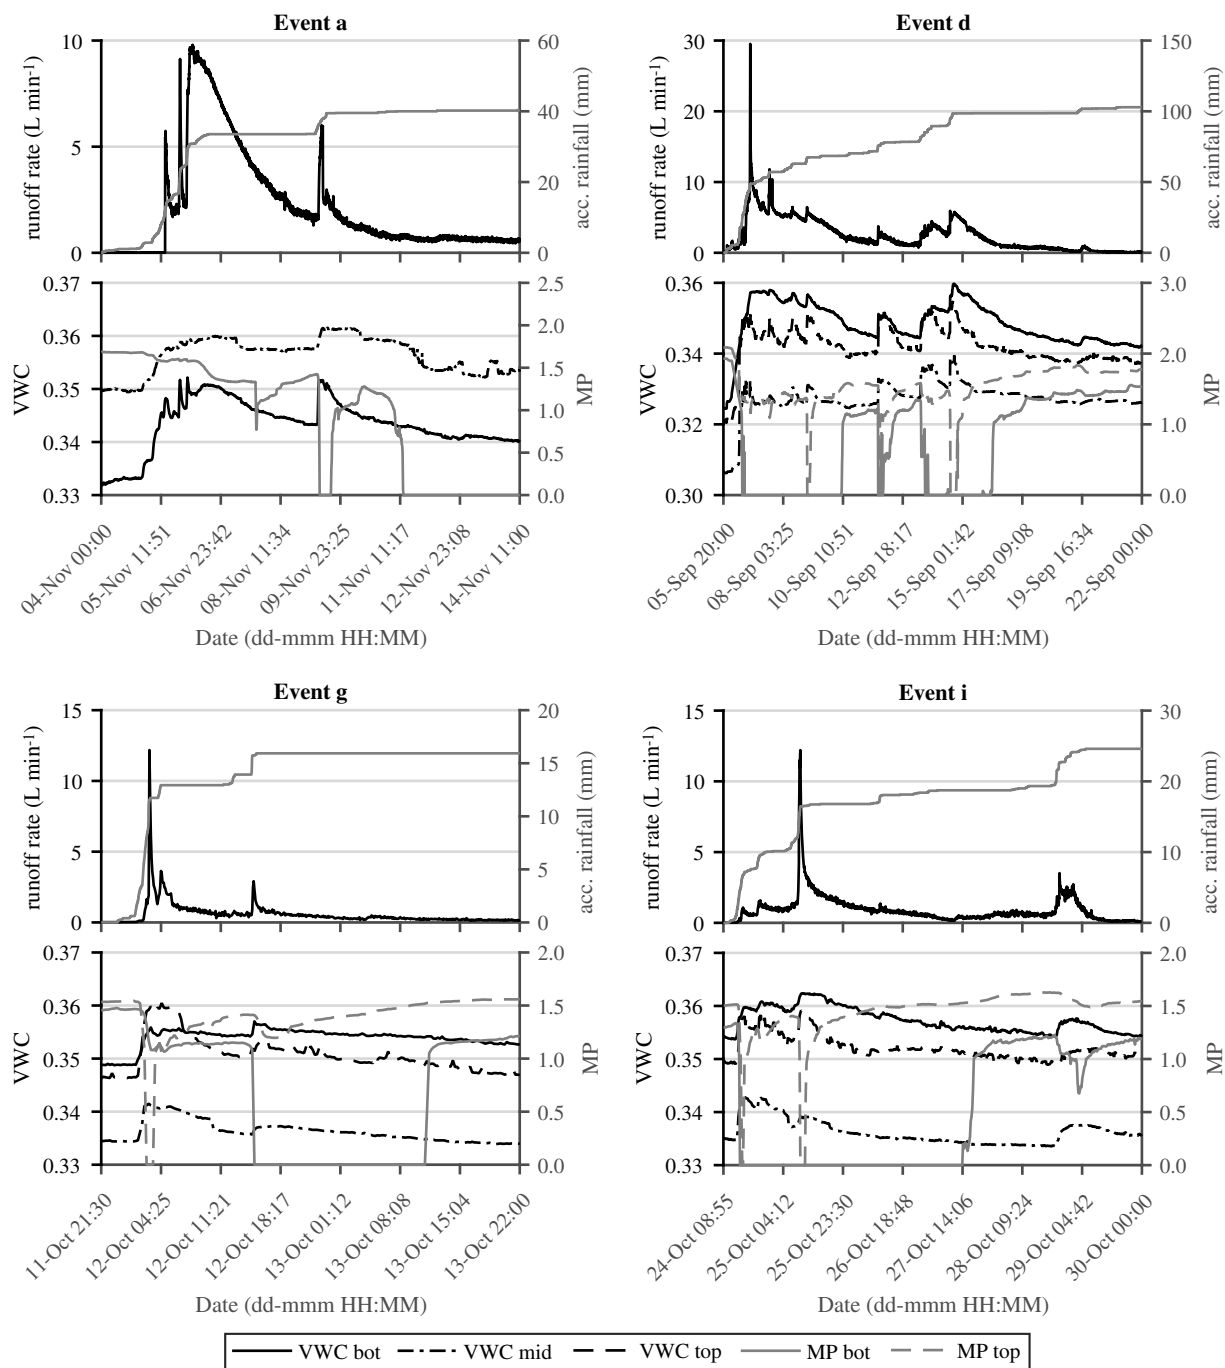 Event a
10
5
0
runoff rate (L min-1)
60
40
20
0
acc. rainfall (mm)
0.37
0.36
0.35
0.34
0.33
VWC
2.5
2.0
1.5
1.0
0.5
0.0
MP
04-Nov 00:00
05-Nov 11:51
06-Nov 23:42
08-Nov 11:34
09-Nov 23:25
11-Nov 11:17
12-Nov 23:08
14-Nov 11:00
Date (dd-mmm HH:MM)
Event d
30
20
10
0
runoff rate (L min-1)
150
100
50
0
acc. rainfall (mm)
0.36
0.34
0.32
0.30
VWC
3.0
2.0
1.0
0.0
MP
05-Sep 20:00
08-Sep 03:25
10-Sep 10:51
12-Sep 18:17
15-Sep 01:42
17-Sep 09:08
19-Sep 16:34
22-Sep 00:00
Date (dd-mmm HH:MM)
Event g
15
10
5
0
runoff rate (L min-1)
20
15
10
5
0
acc. rainfall (mm)
0.37
0.36
0.35
0.34
0.33
VWC
2.0
1.5
1.0
0.5
0.0
MP
11-Oct 21:30
12-Oct 04:25
12-Oct 11:21
12-Oct 18:17
13-Oct 01:12
13-Oct 08:08
13-Oct 15:04
13-Oct 22:00
Date (dd-mmm HH:MM)
Event i
15
10
5
0
runoff rate (L min-1)
30
20
10
0
acc. rainfall (mm)
0.37
0.36
0.35
0.34
0.33
VWC
2.0
1.5
1.0
0.5
0.0
MP
24-Oct 08:55
25-Oct 04:12
25-Oct 23:30
26-Oct 18:48
27-Oct 14:06
28-Oct 09:24
29-Oct 04:42
30-Oct 00:00
Date (dd-mmm HH:MM)
VWC bot VWC mid VWC top MP bot MP top